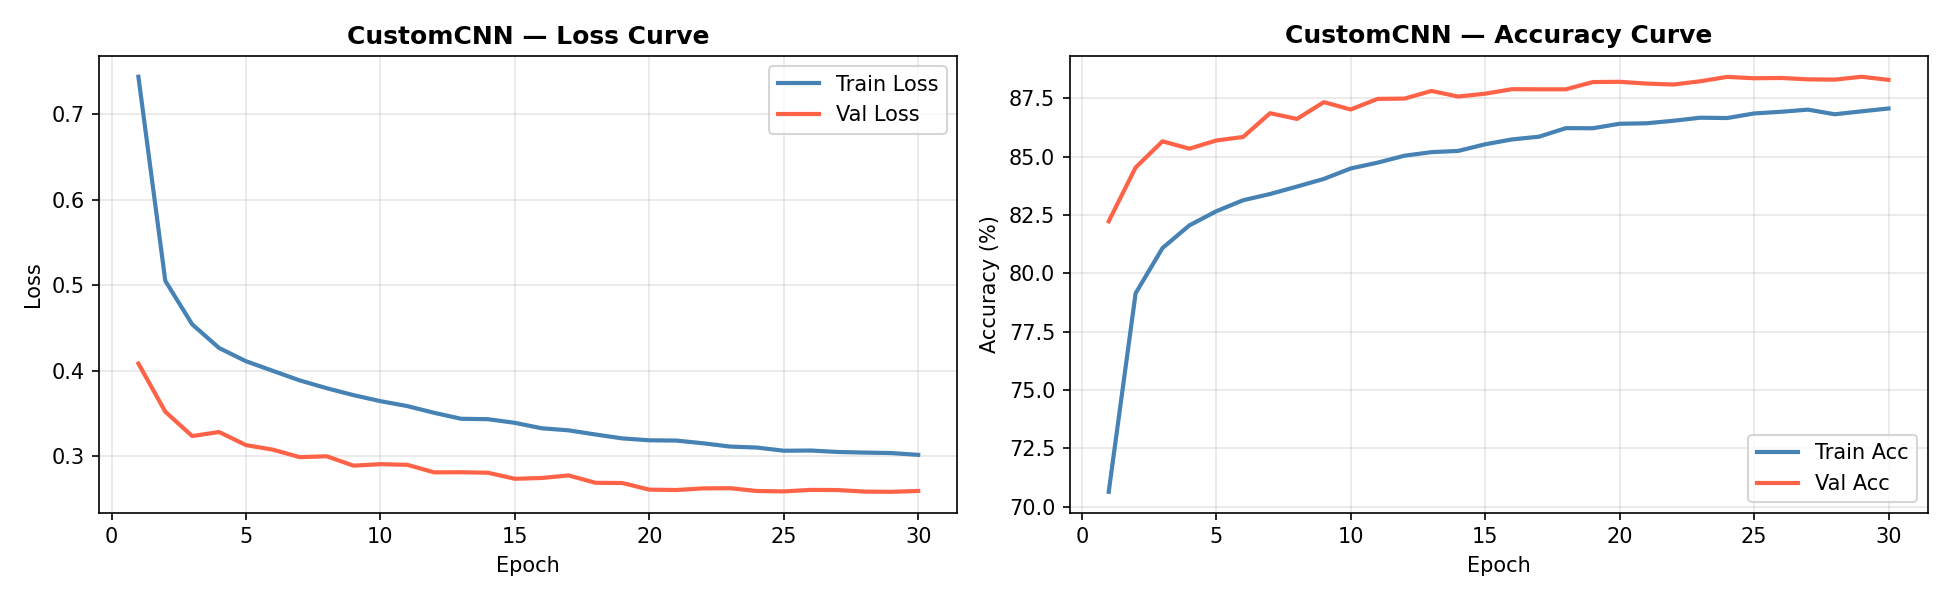 CustomCNN — Loss Curve
Train Loss
Val Loss
0.7
0.6
0.5
0.4
0.3
Loss
0 5 10 15 20 25 30
Epoch
CustomCNN — Accuracy Curve
87.5
85.0
82.5
80.0
77.5
75.0
72.5
70.0
Accuracy (%)
Train Acc
Val Acc
0 5 10 15 20 25 30
Epoch